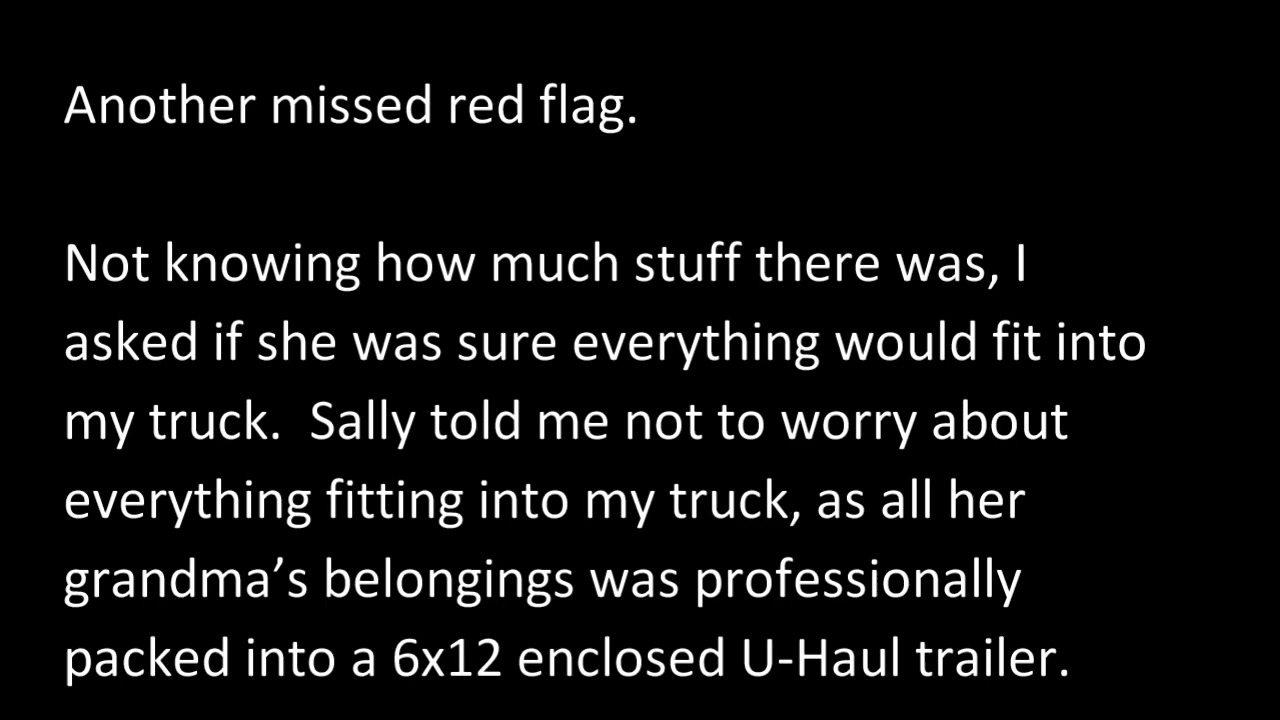 Another missed red flag.
Not knowing how much stuff there was, I
asked if she was sure everything would fit into
my truck.  Sally told me not to worry about
everything fitting into my truck, as all her
grandma’s belongings was professionally
packed into a 6x12 enclosed U-Haul trailer.